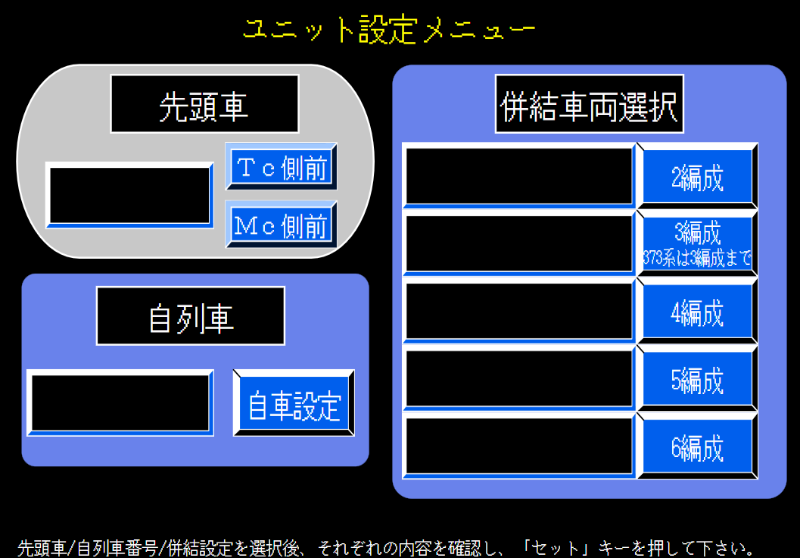 ユニット設定メニュー
先頭車
Ｔｃ側前
Ｍｃ側前
自列車
自車設定
併結車両選択
2編成
3編成
373系は3編成まで
4編成
5編成
6編成
先頭車/自列車番号/併結設定を選択後、それぞれの内容を確認し、「セット」キーを押して下さい。